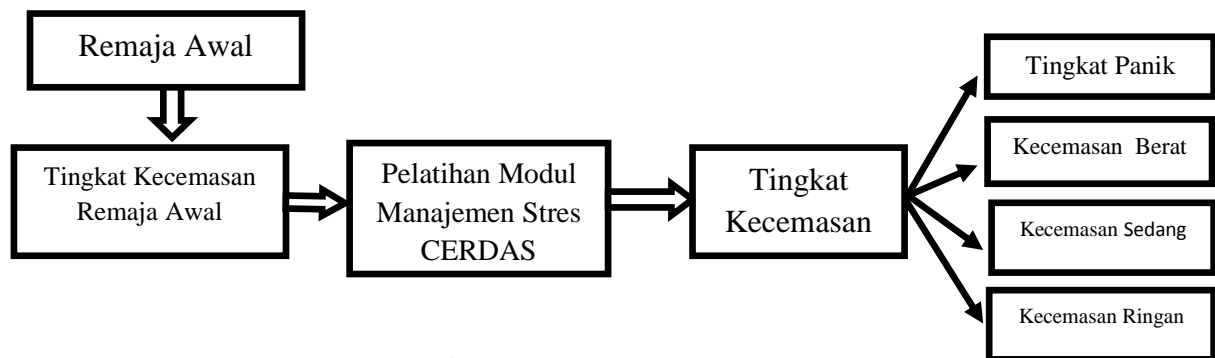 Remaja Awal
Tingkat Kecemasan
Remaja Awal
Pelatihan Modul
Manajemen Stres
CERDAS
Tingkat
Kecemasan
Tingkat Panik
Kecemasan Berat
Kecemasan Sedang
Kecemasan Ringan